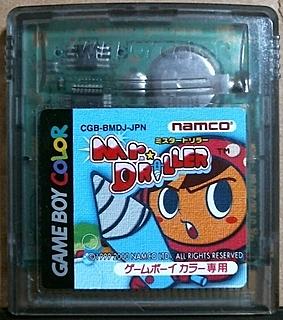 CGB-BMDJ-JPN
namco
ミスタードリラー
Mr. DRILLER™
GAME BOY COLOR
© 1999 2000 NAMCO LTD., ALL RIGHTS RESERVED
ゲームボーイカラー専用